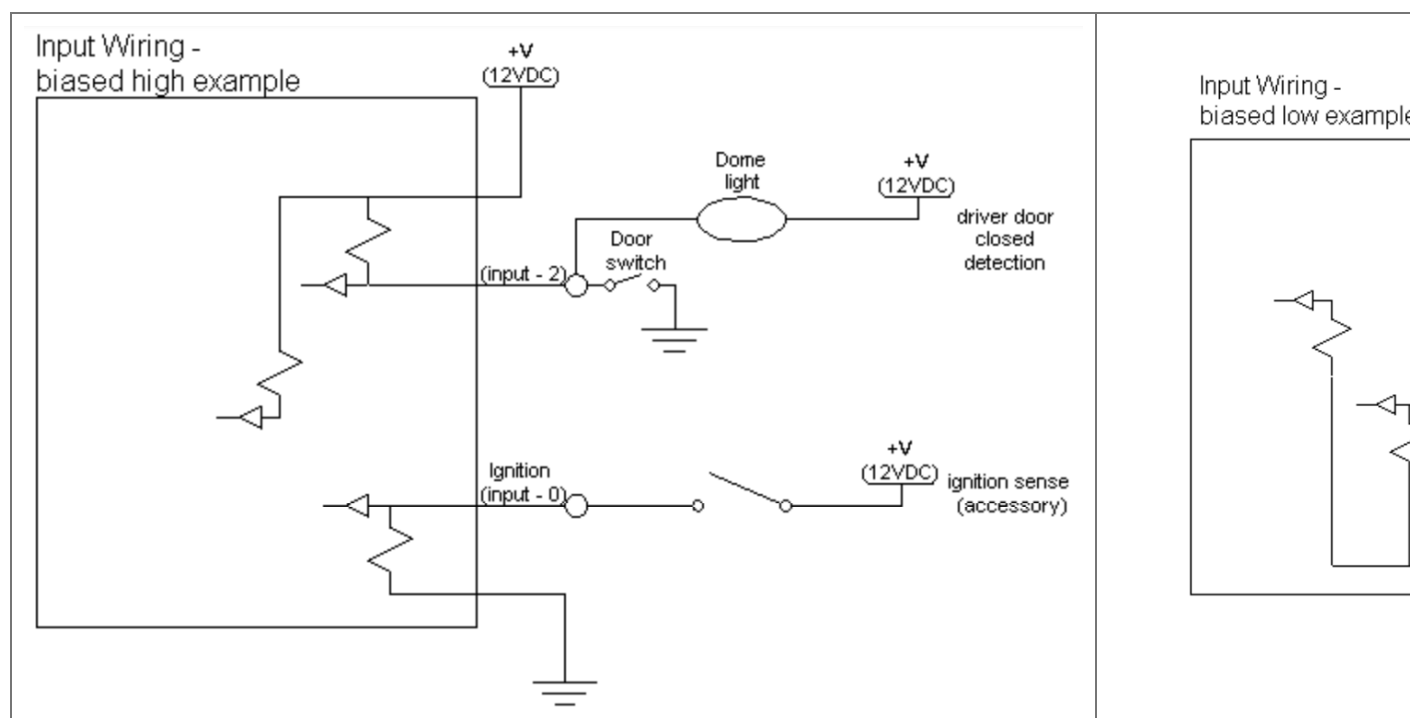 Input Wiring -
biased high example
+V
(12VDC)
Dome
light
+V
(12VDC)
driver door
closed
detection
Door
switch
(input - 2)
Ignition
(input - 0)
+V
(12VDC)
ignition sense
(accessory)
Input Wiring -
biased low example